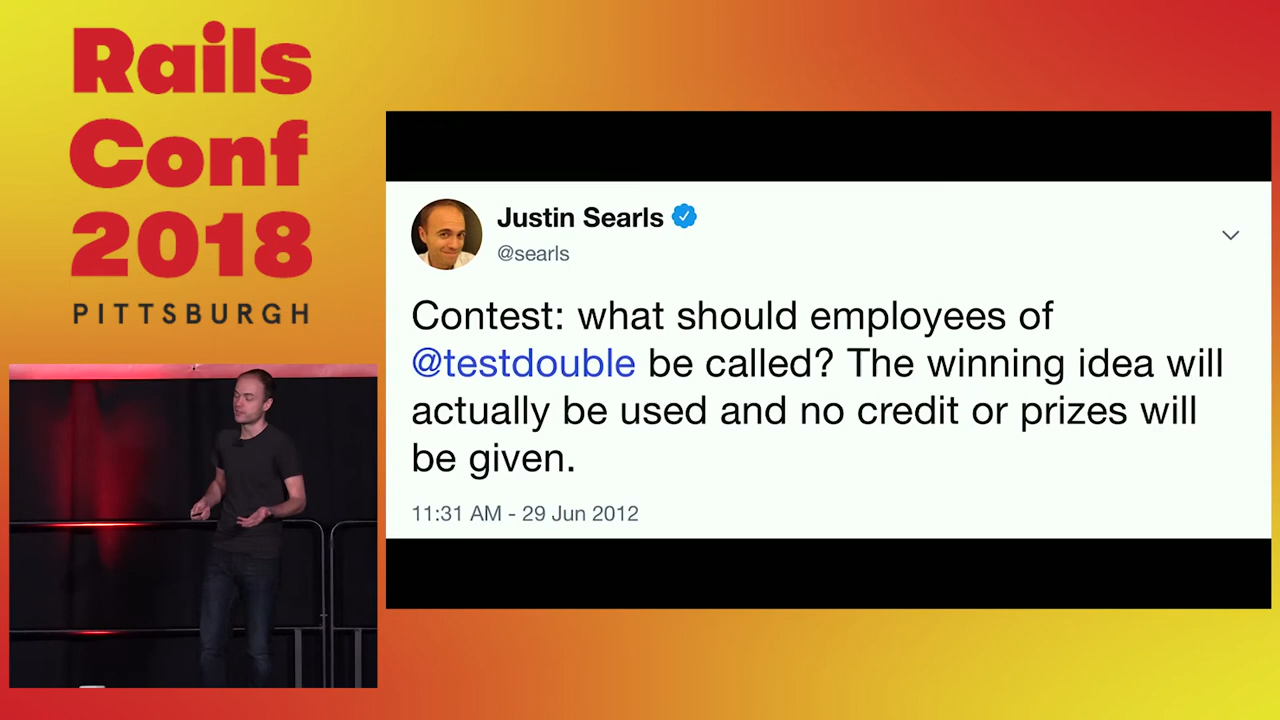 Rails
Conf
2018
PITTSBURGH
Justin Searls
@searls
Contest: what should employees of
@testdouble be called? The winning idea will
actually be used and no credit or prizes will
be given.
11:31 AM - 29 Jun 2012